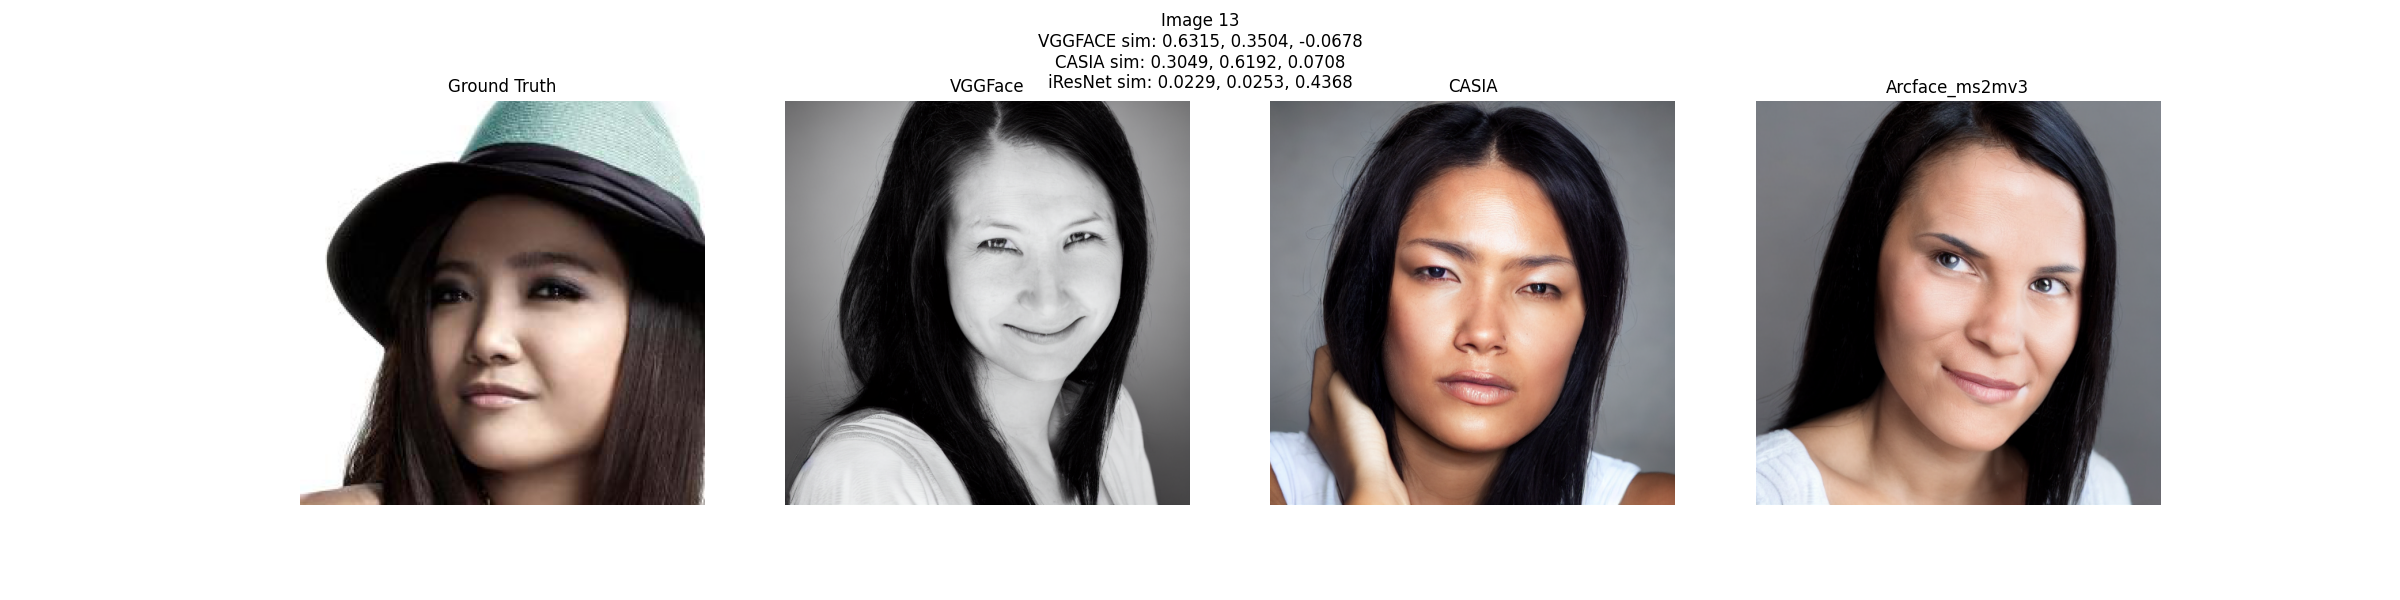 Image 13
VGGFACE sim: 0.6315, 0.3504, -0.0678
CASIA sim: 0.3049, 0.6192, 0.0708
iResNet sim: 0.0229, 0.0253, 0.4368
Ground Truth
VGGFace
CASIA
Arcface_ms2mv3